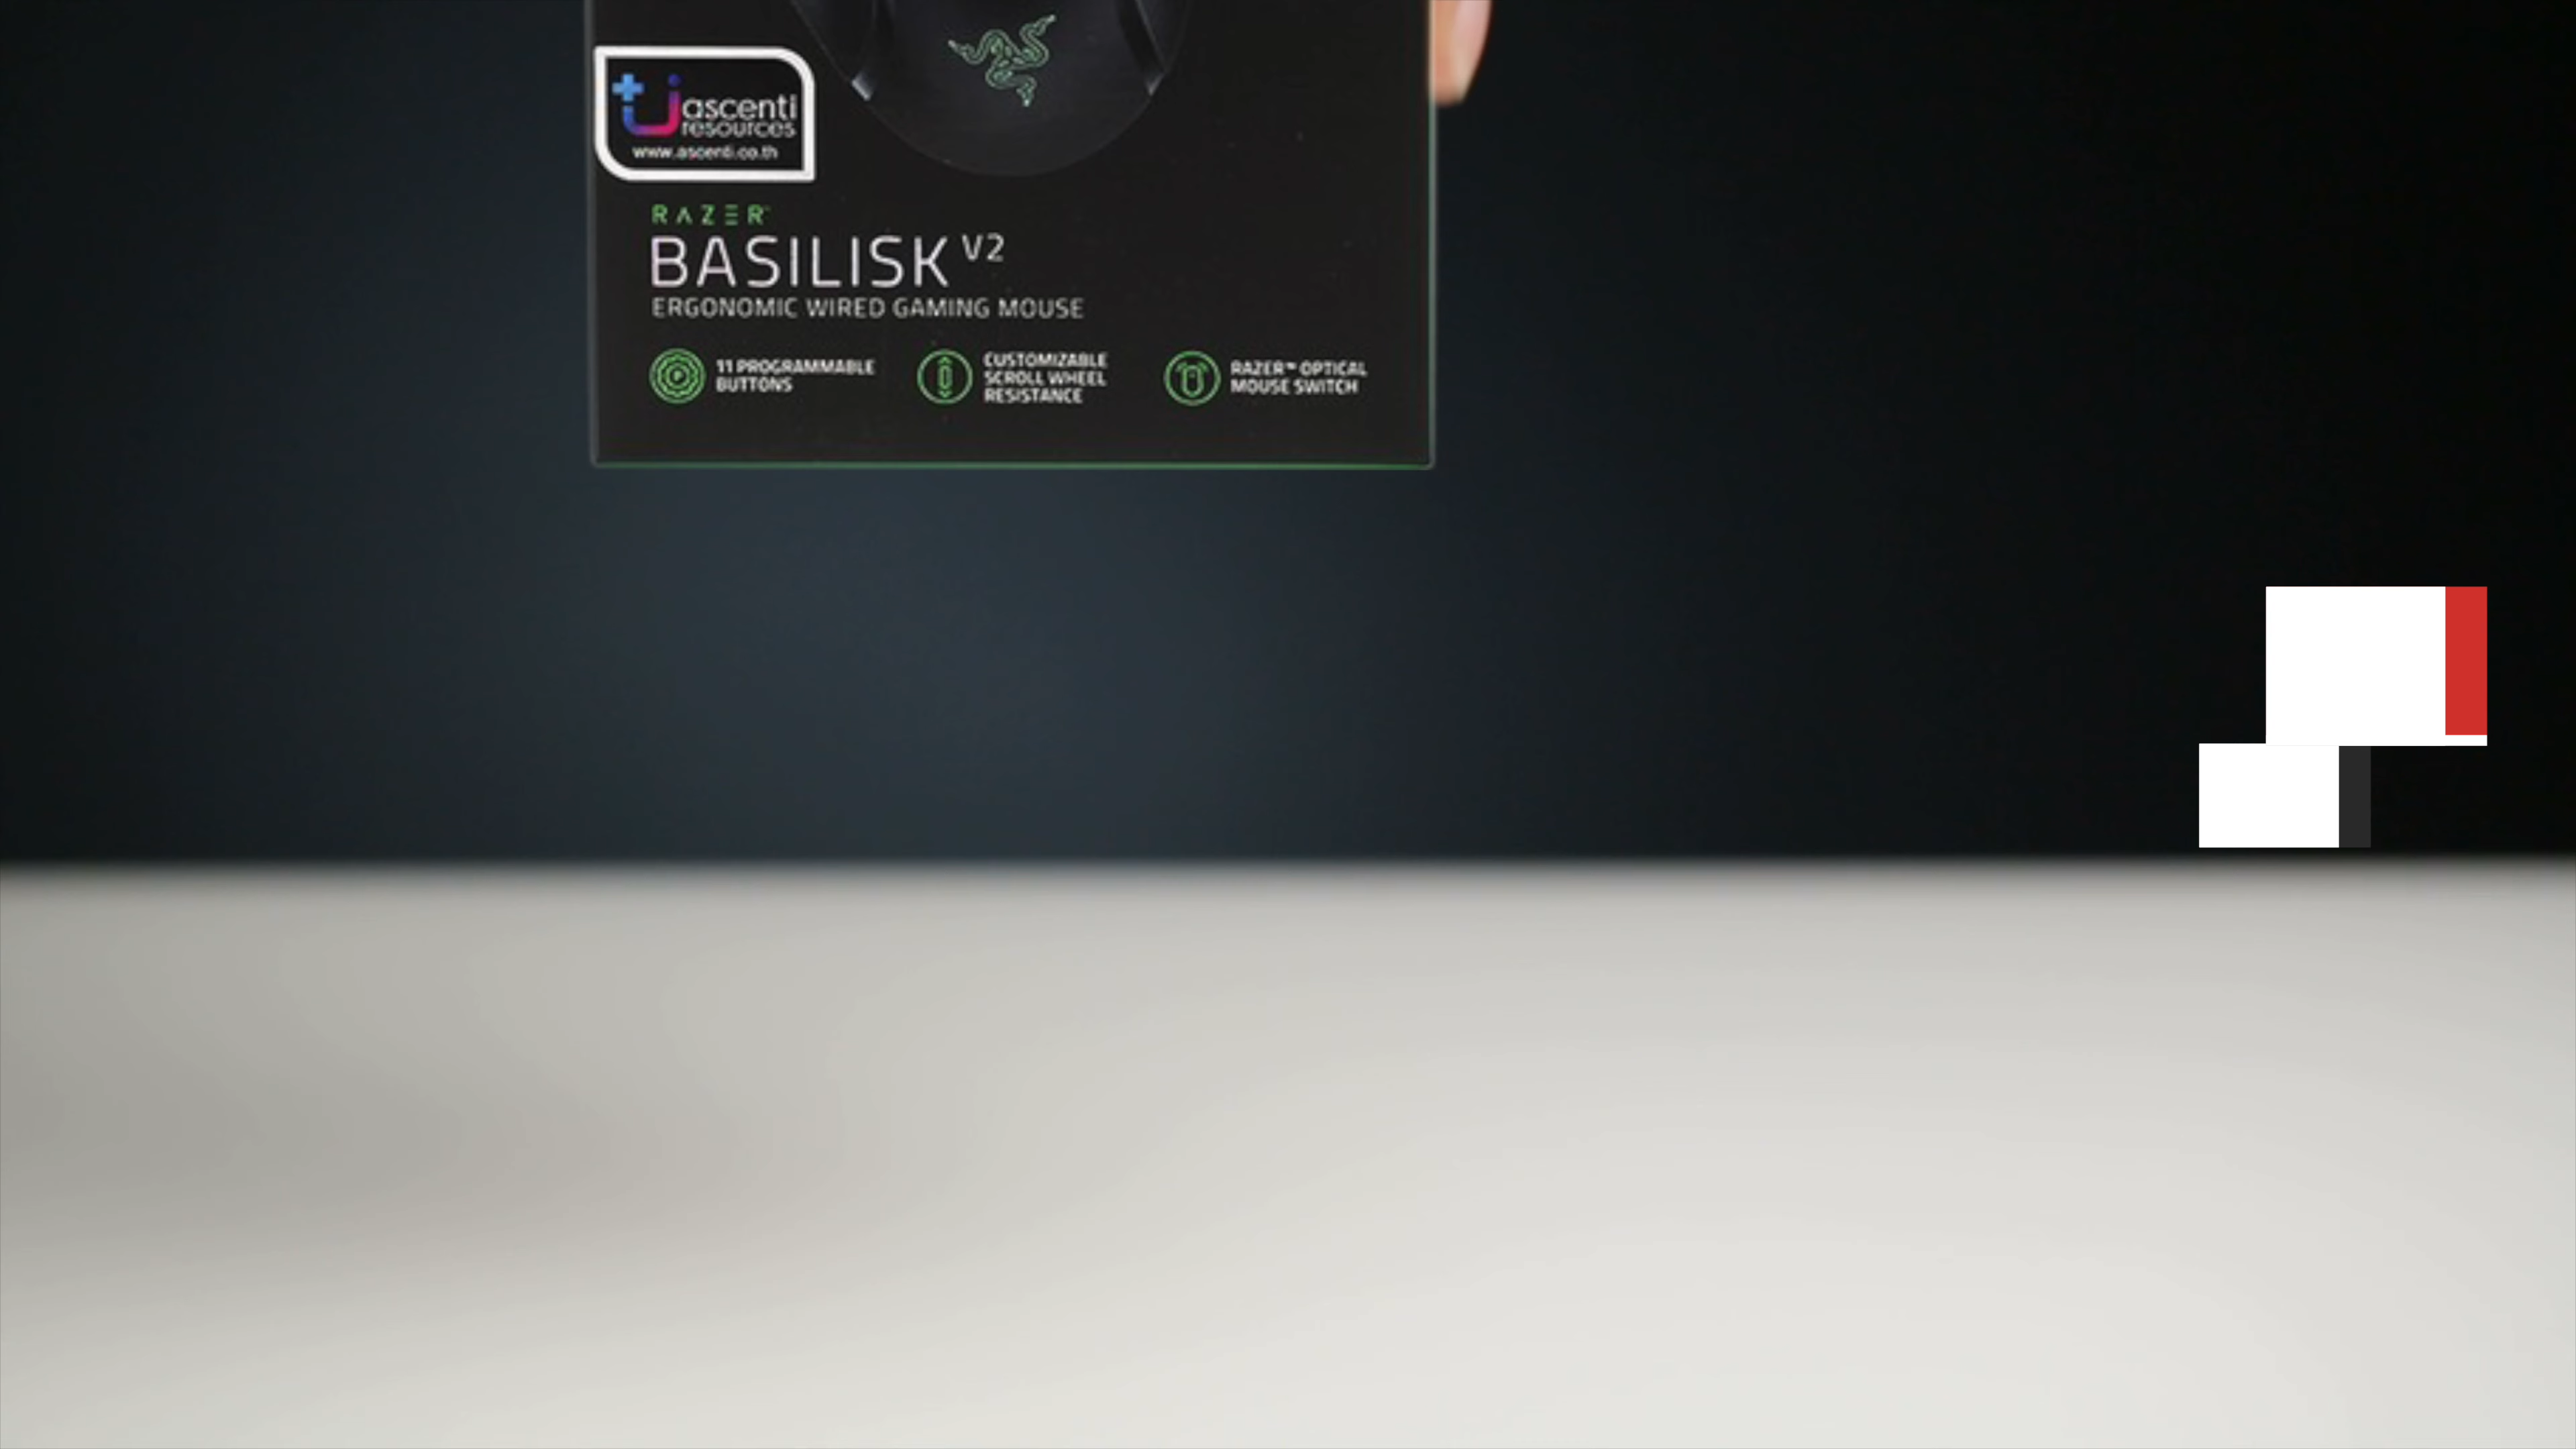 ascenti
resources
www.ascenti.co.th
RAZER™
BASILISK V2
ERGONOMIC WIRED GAMING MOUSE
11 PROGRAMMABLE
BUTTONS
CUSTOMIZABLE
SCROLL WHEEL
RESISTANCE
RAZER™ OPTICAL
MOUSE SWITCH